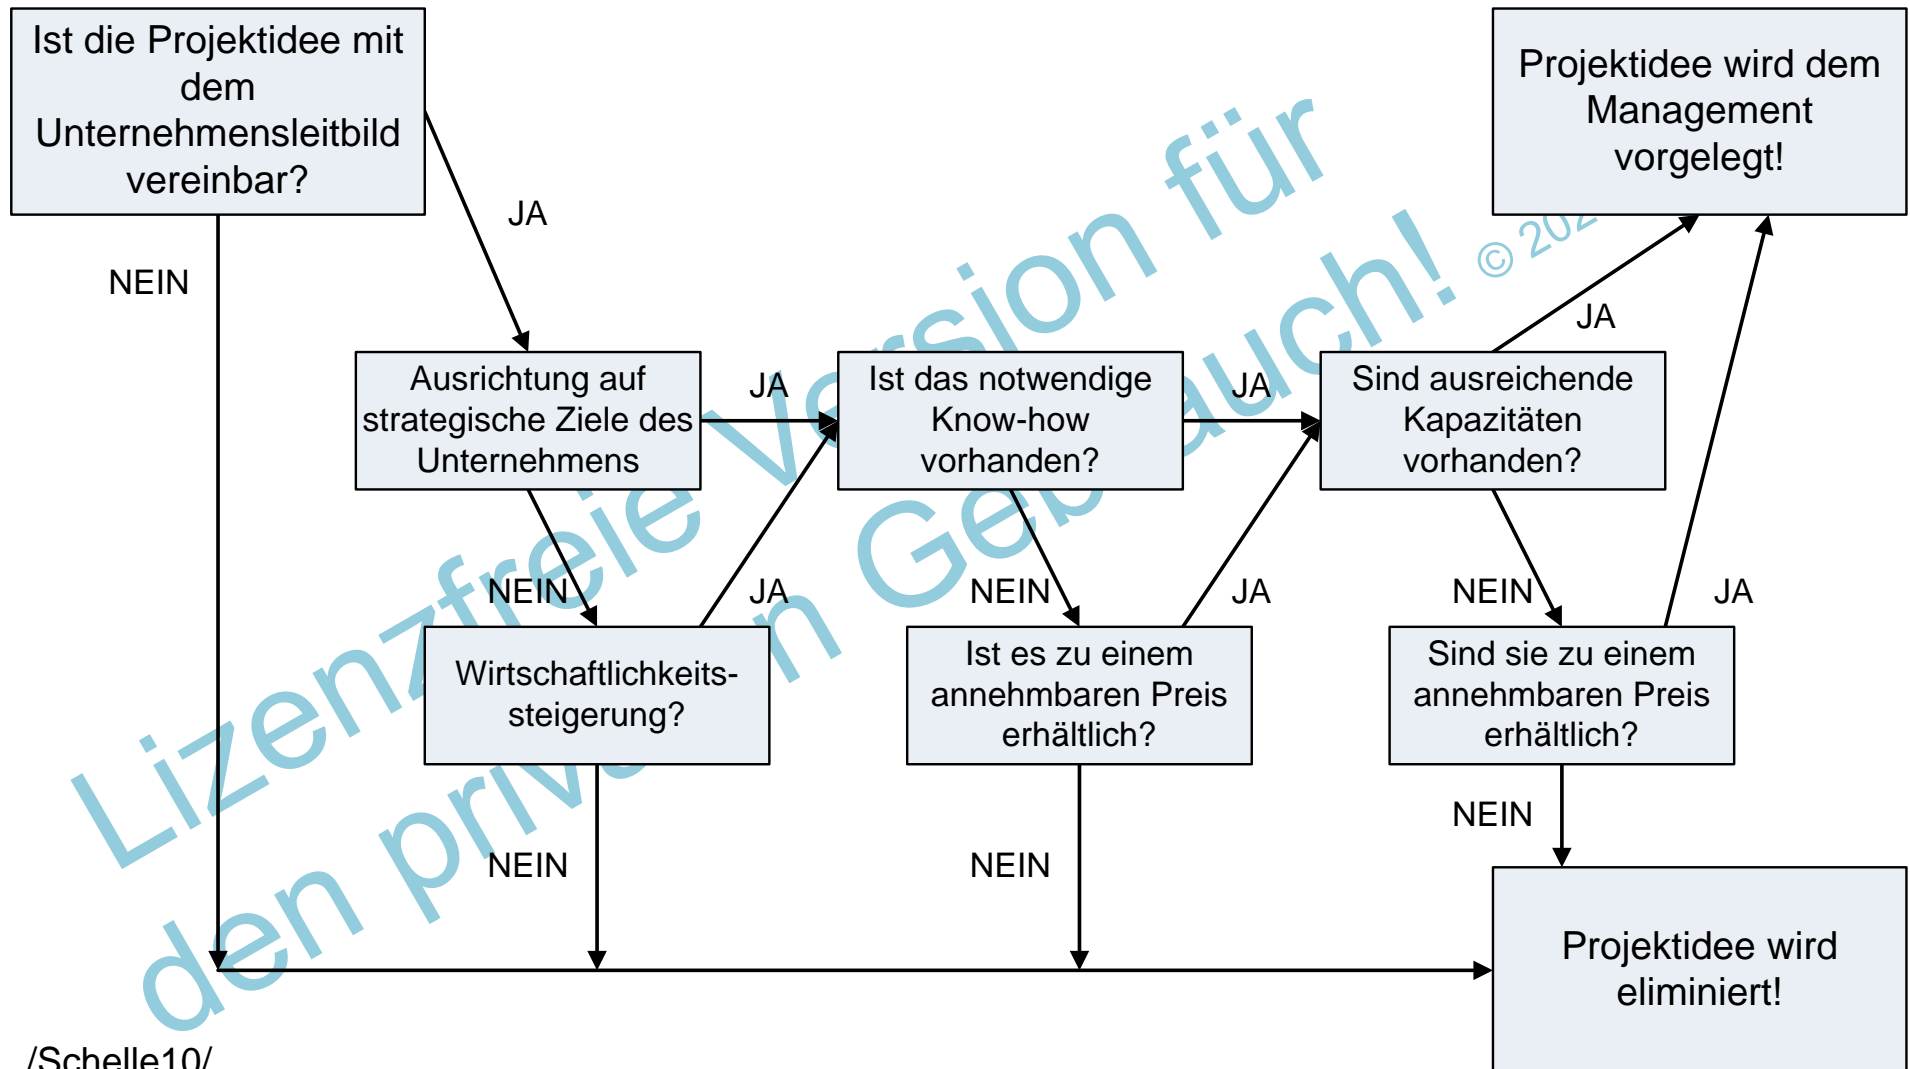 Ist die Projektidee mit
dem
Unternehmensleitbild
vereinbar?
Projektidee wird dem
Management
vorgelegt!
JA
NEIN
© 202
JA
Ausrichtung auf
strategische Ziele des
Unternehmens
JA
Ist das notwendige
Know-how
vorhanden?
JA
Sind ausreichende
Kapazitäten
vorhanden?
NEIN
JA
NEIN
JA
NEIN
JA
Wirtschaftlichkeits-
steigerung?
Ist es zu einem
annehmbaren Preis
erhältlich?
Sind sie zu einem
annehmbaren Preis
erhältlich?
NEIN
NEIN
NEIN
Projektidee wird
eliminiert!
Lizenzfreie Version für
den privaten Gebrauch!
/Schelle10/